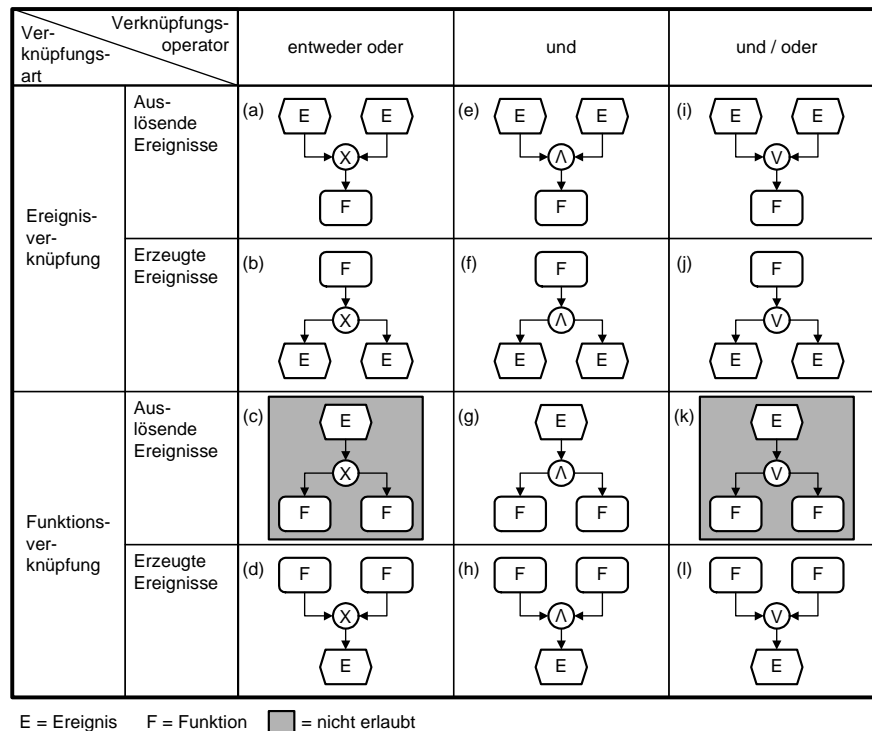 Verknüpfungs-
operator
Ver-
knüpfungs-
art
entweder oder
und
und / oder
Ereignis-
ver-
knüpfung
Aus-
lösende
Ereignisse
(a) E E
X
F
(e) E E
Λ
F
(i) E E
V
F
Erzeugte
Ereignisse
(b) F
X
E E
(f) F
Λ
E E
(j) F
V
E E
Funktions-
ver-
knüpfung
Aus-
lösende
Ereignisse
(c) E
X
F F
(g) E
Λ
F F
(k) E
V
F F
Erzeugte
Ereignisse
(d) F F
X
E
(h) F F
Λ
E
(l) F F
V
E
E = Ereignis F = Funktion = nicht erlaubt